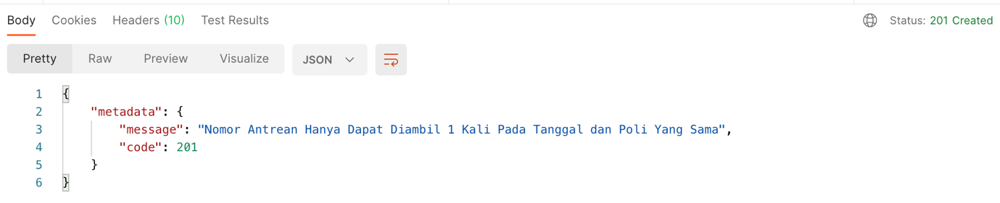 Body Cookies Headers (10) Test Results Status: 201 Created
Pretty Raw Preview Visualize JSON
1 {
2 "metadata": {
3 "message": "Nomor Antrean Hanya Dapat Diambil 1 Kali Pada Tanggal dan Poli Yang Sama",
4 "code": 201
5 }
6 }